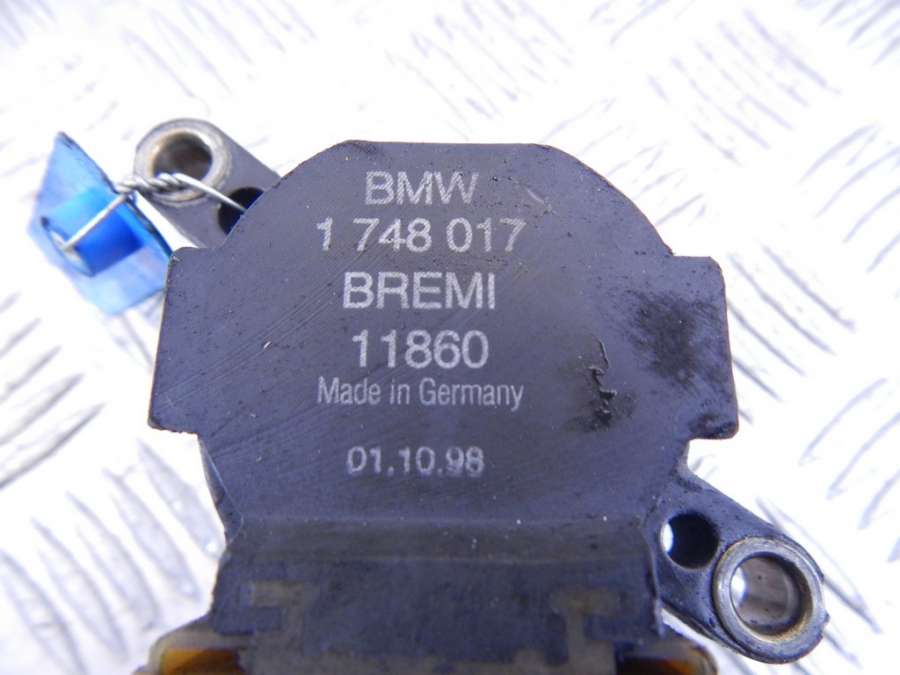 BMW
1 748 017
BREMI
11860
Made in Germany
01.10.98